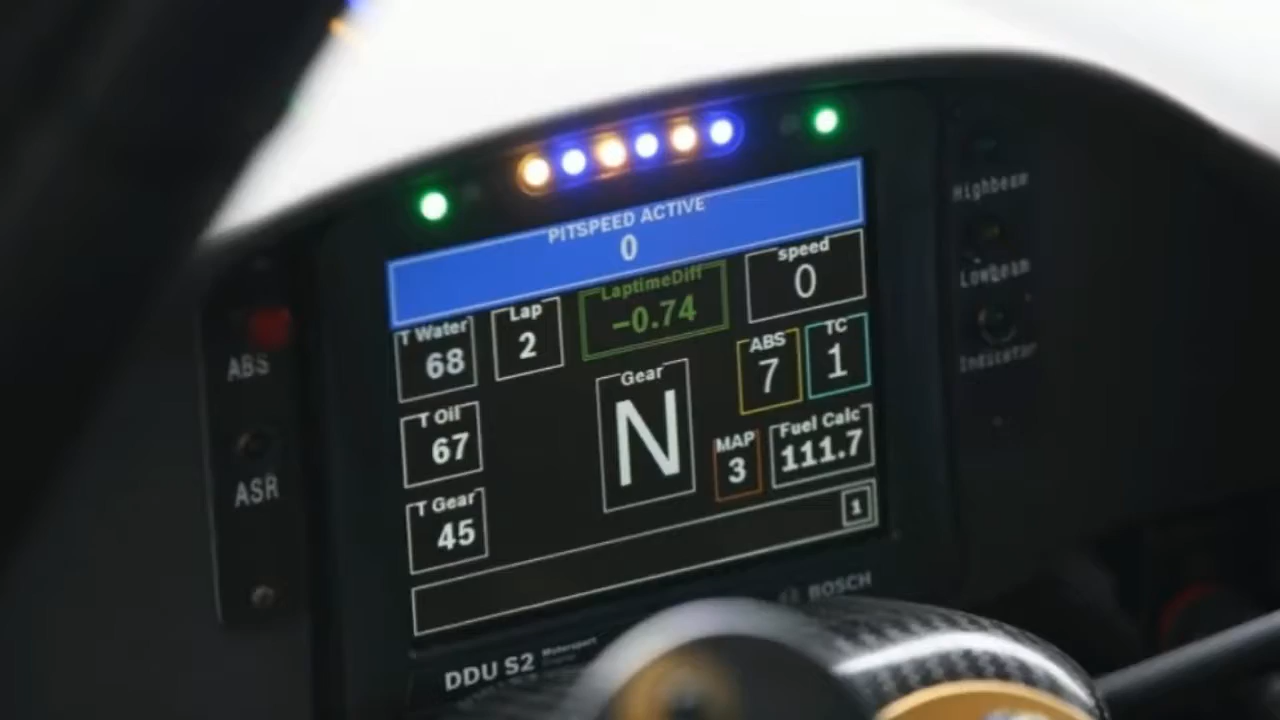 PITSPEED ACTIVE
0
T Water
68
Lap
2
LaptimeDiff
-0.74
speed
0
T Oil
67
Gear
N
ABS
7
TC
1
T Gear
45
MAP
3
Fuel Calc
111.7
1
BOSCH
DDU S2
Motorsport
ABS
ASR
Highbeam
Lowbeam
Indicator